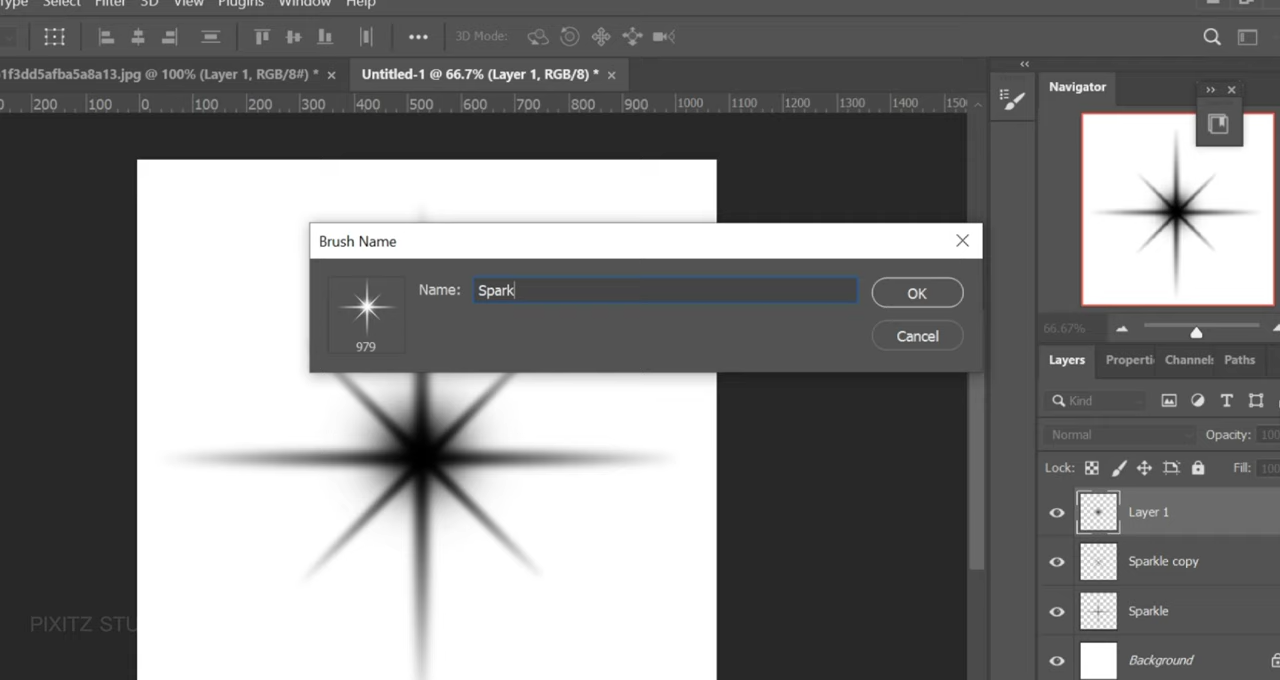 Type Select Filter 3D View Plugins Window Help
3D Mode:
1f3dd5afba5a8a13.jpg @ 100% (Layer 1, RGB/8#) * Untitled-1 @ 66.7% (Layer 1, RGB/8) *
200 100 0 100 200 300 400 500 600 700 800 900 1000 1100 1200 1300 1400
Navigator
Brush Name
Name: Spark OK
979 Cancel
66.67%
Layers Properti Channels Paths
Kind
Normal Opacity: 100
Lock: Fill: 100
Layer 1
Sparkle copy
Sparkle
PIXITZ STU
Background